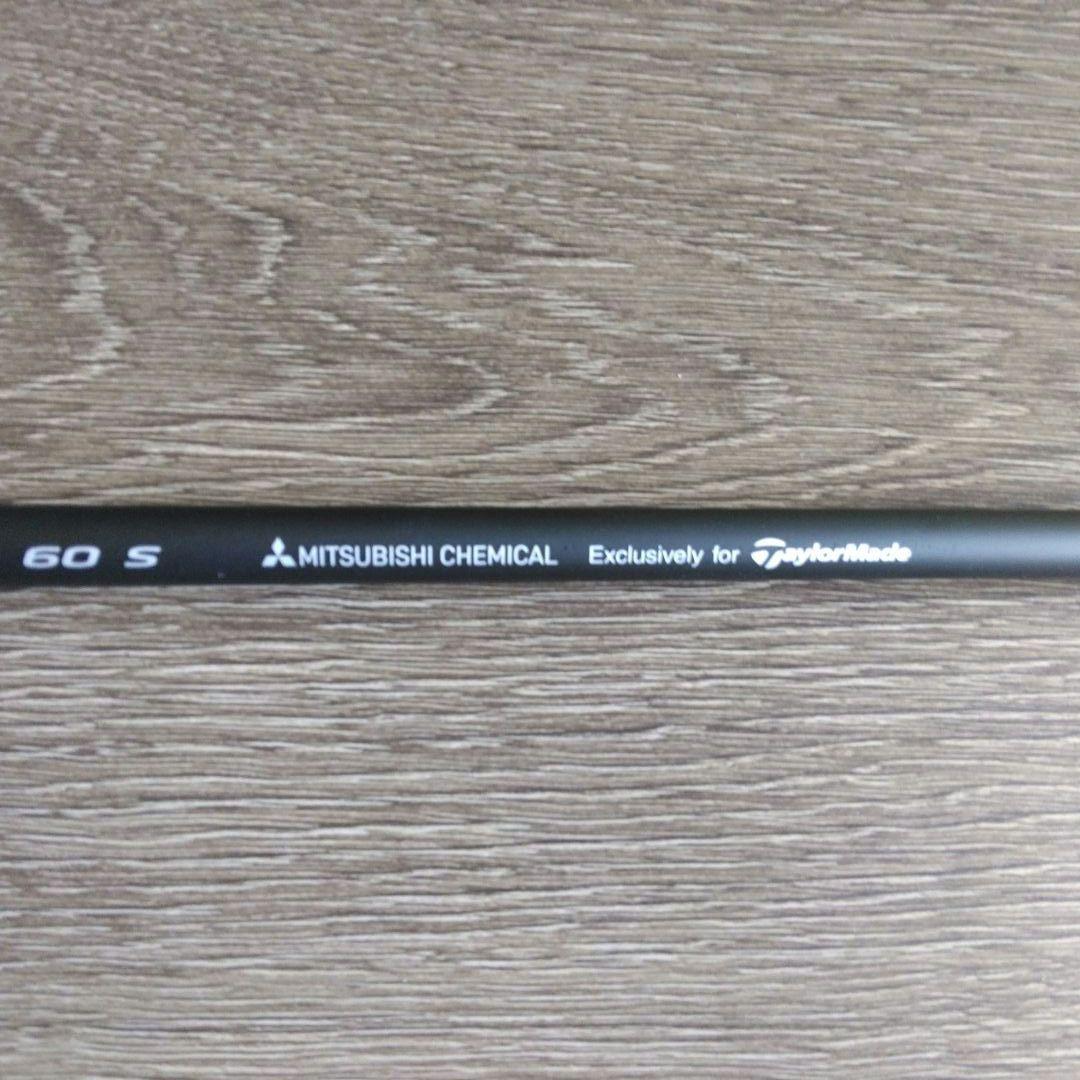 60 S MITSUBISHI CHEMICAL Exclusively for TaylorMade